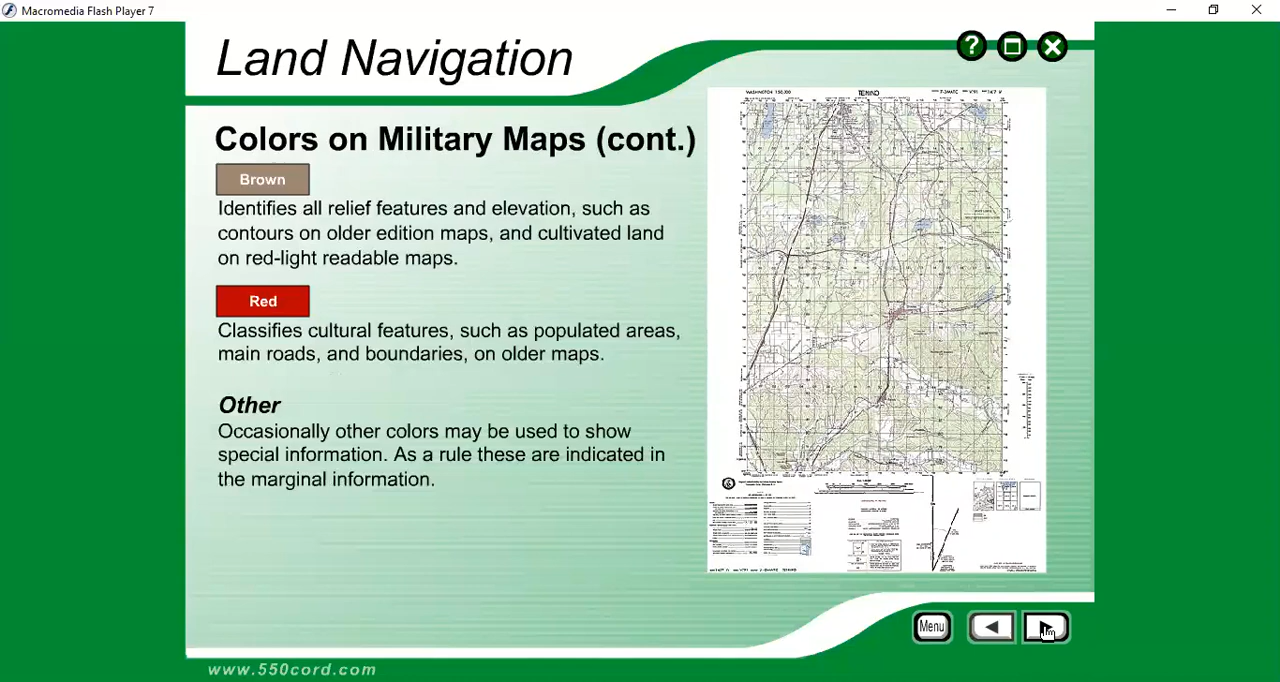 Macromedia Flash Player 7
Land Navigation
?
Colors on Military Maps (cont.)
Brown
Identifies all relief features and elevation, such as
contours on older edition maps, and cultivated land
on red-light readable maps.
Red
Classifies cultural features, such as populated areas,
main roads, and boundaries, on older maps.
Other
Occasionally other colors may be used to show
special information. As a rule these are indicated in
the marginal information.
TENINO
Menu
www.550cord.com